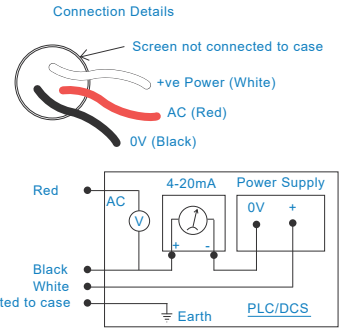 Connection Details
Screen not connected to case
+ve Power (White)
AC (Red)
0V (Black)
4-20mA
Power Supply
Red
AC
0V
+
V
+
-
Black
White
ted to case
Earth
PLC/DCS